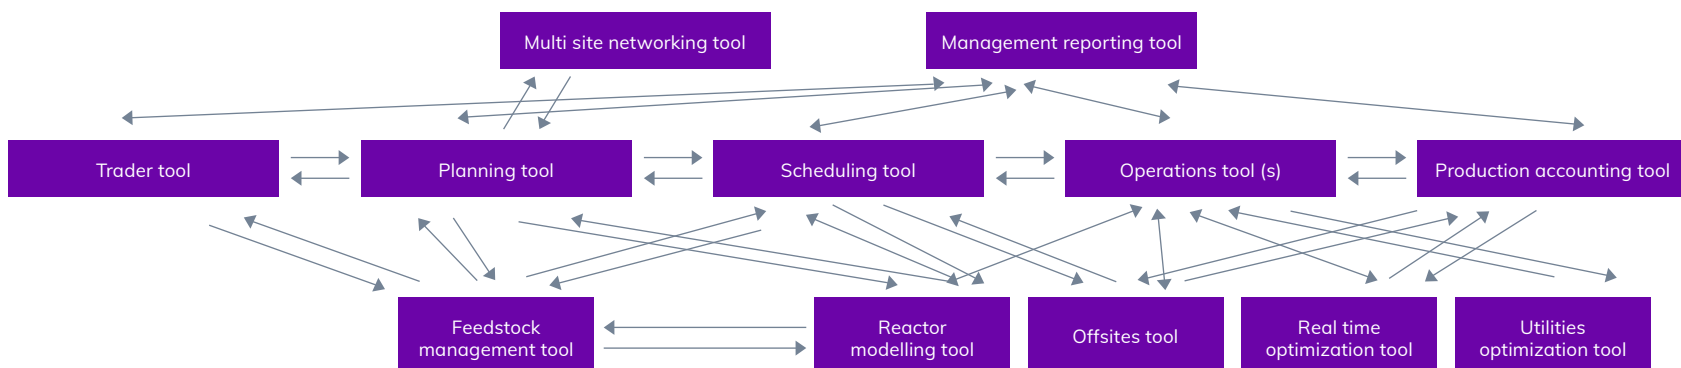 Multi site networking tool
Management reporting tool
Trader tool
Planning tool
Scheduling tool
Operations tool (s)
Production accounting tool
Feedstock
management tool
Reactor
modelling tool
Offsites tool
Real time
optimization tool
Utilities
optimization tool